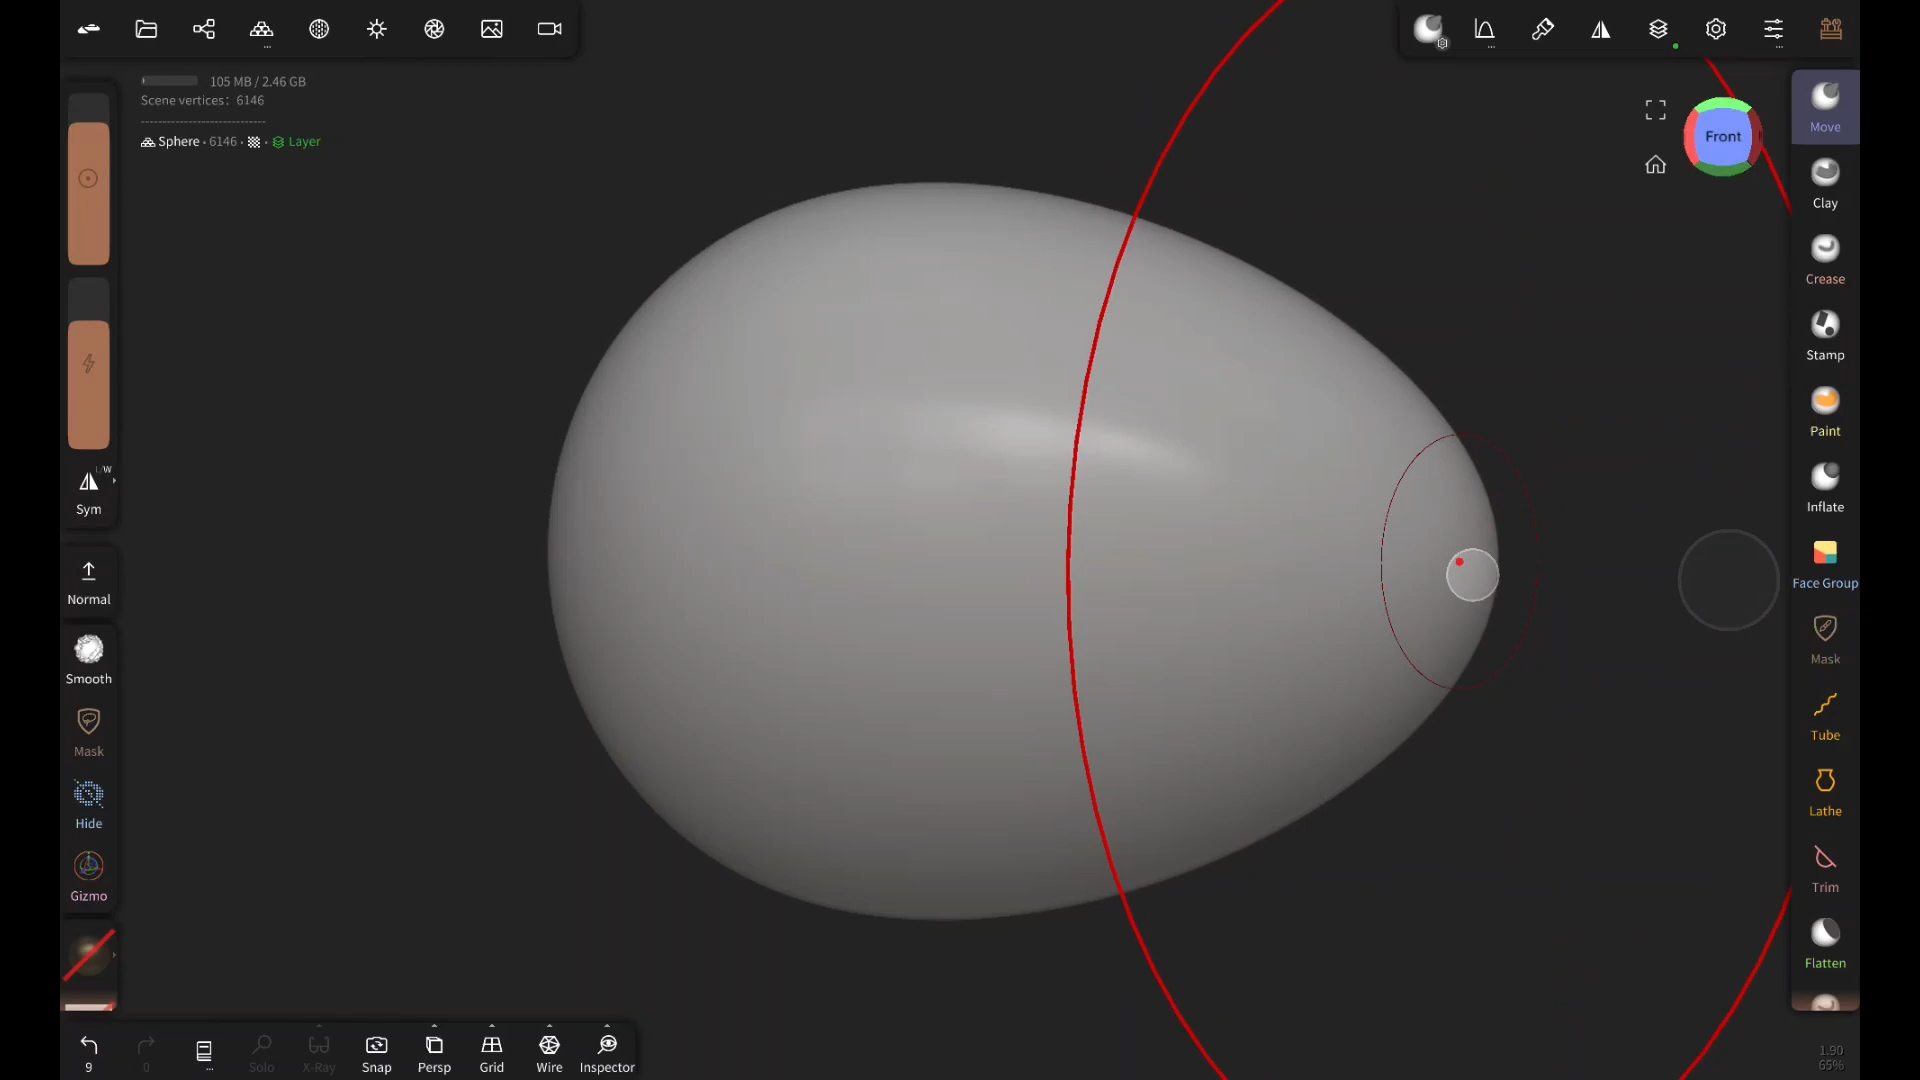 105 MB / 2.46 GB
Scene vertices: 6146
Sphere • 6146 • • Layer
Front
L/W
Sym
Normal
Smooth
Mask
Hide
Gizmo
Move
Clay
Crease
Stamp
Paint
Inflate
Face Group
Mask
Tube
Lathe
Trim
Flatten
9
0
Solo
X-Ray
Snap
Persp
Grid
Wire
Inspector
1.90
65%